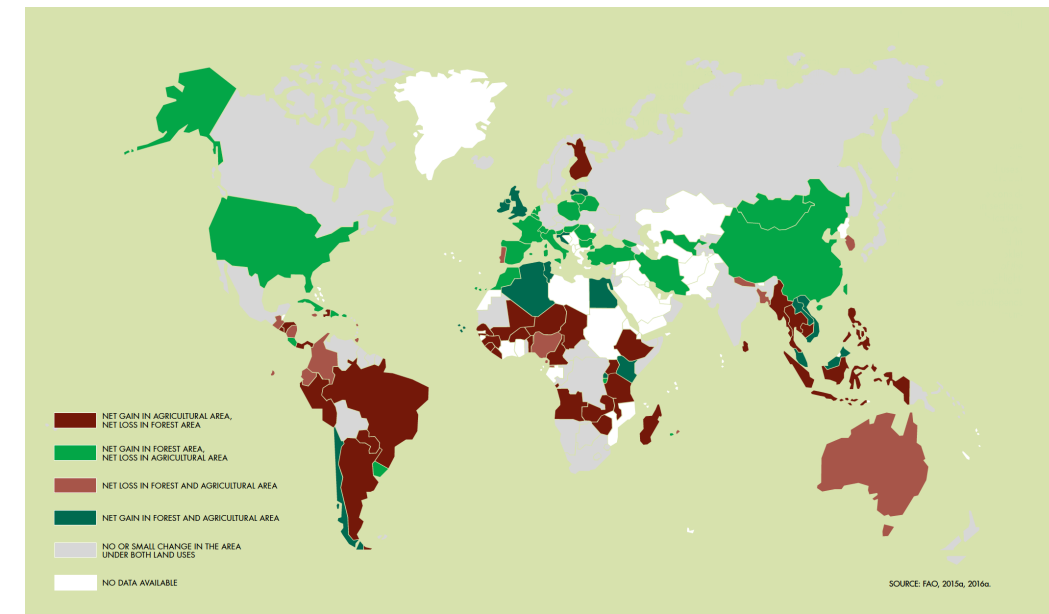 NET GAIN IN AGRICULTURAL AREA,
NET LOSS IN FOREST AREA
NET GAIN IN FOREST AREA,
NET LOSS IN AGRICULTURAL AREA
NET LOSS IN FOREST AND AGRICULTURAL AREA
NET GAIN IN FOREST AND AGRICULTURAL AREA
NO OR SMALL CHANGE IN THE AREA
UNDER BOTH LAND USES
NO DATA AVAILABLE
SOURCE: FAO, 2015a, 2016a.